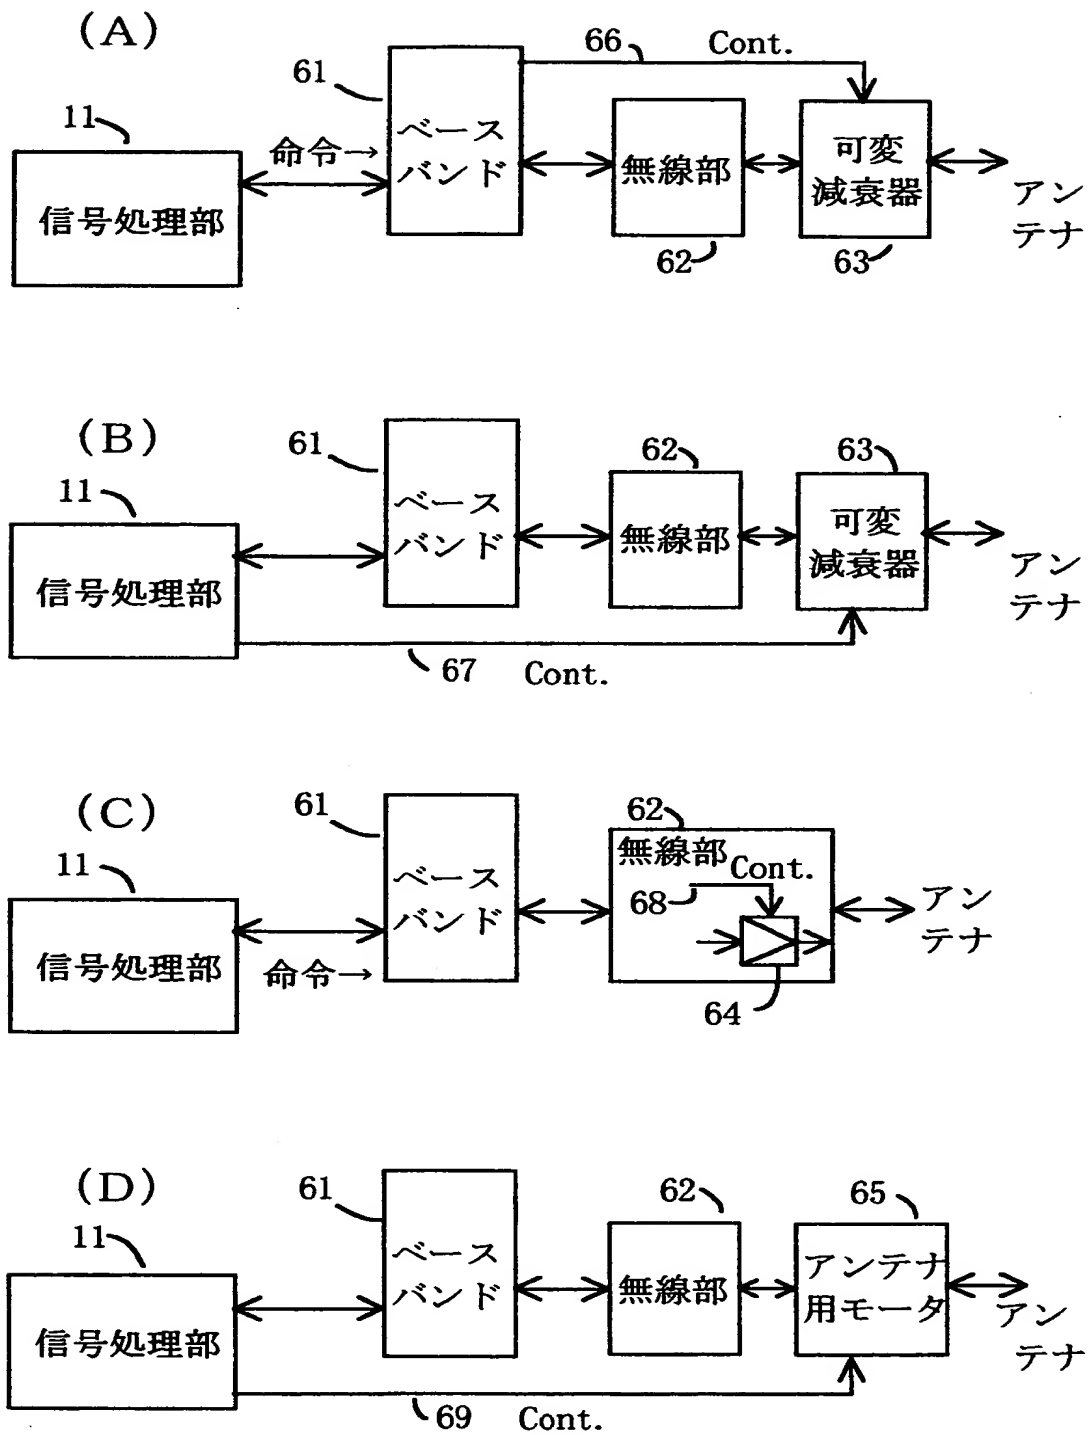 (A)
66
Cont.
61
11
命令→
ベース
バンド
信号処理部
無線部
可変
減衰器
アン
テナ
62
63
(B)
61
62
63
11
ベース
バンド
信号処理部
無線部
可変
減衰器
アン
テナ
67
Cont.
(C)
61
62
11
無線部
Cont.
68
ベース
バンド
信号処理部
命令→
アン
テナ
64
(D)
61
62
65
11
ベース
バンド
信号処理部
無線部
アンテナ
用モータ
アン
テナ
69
Cont.